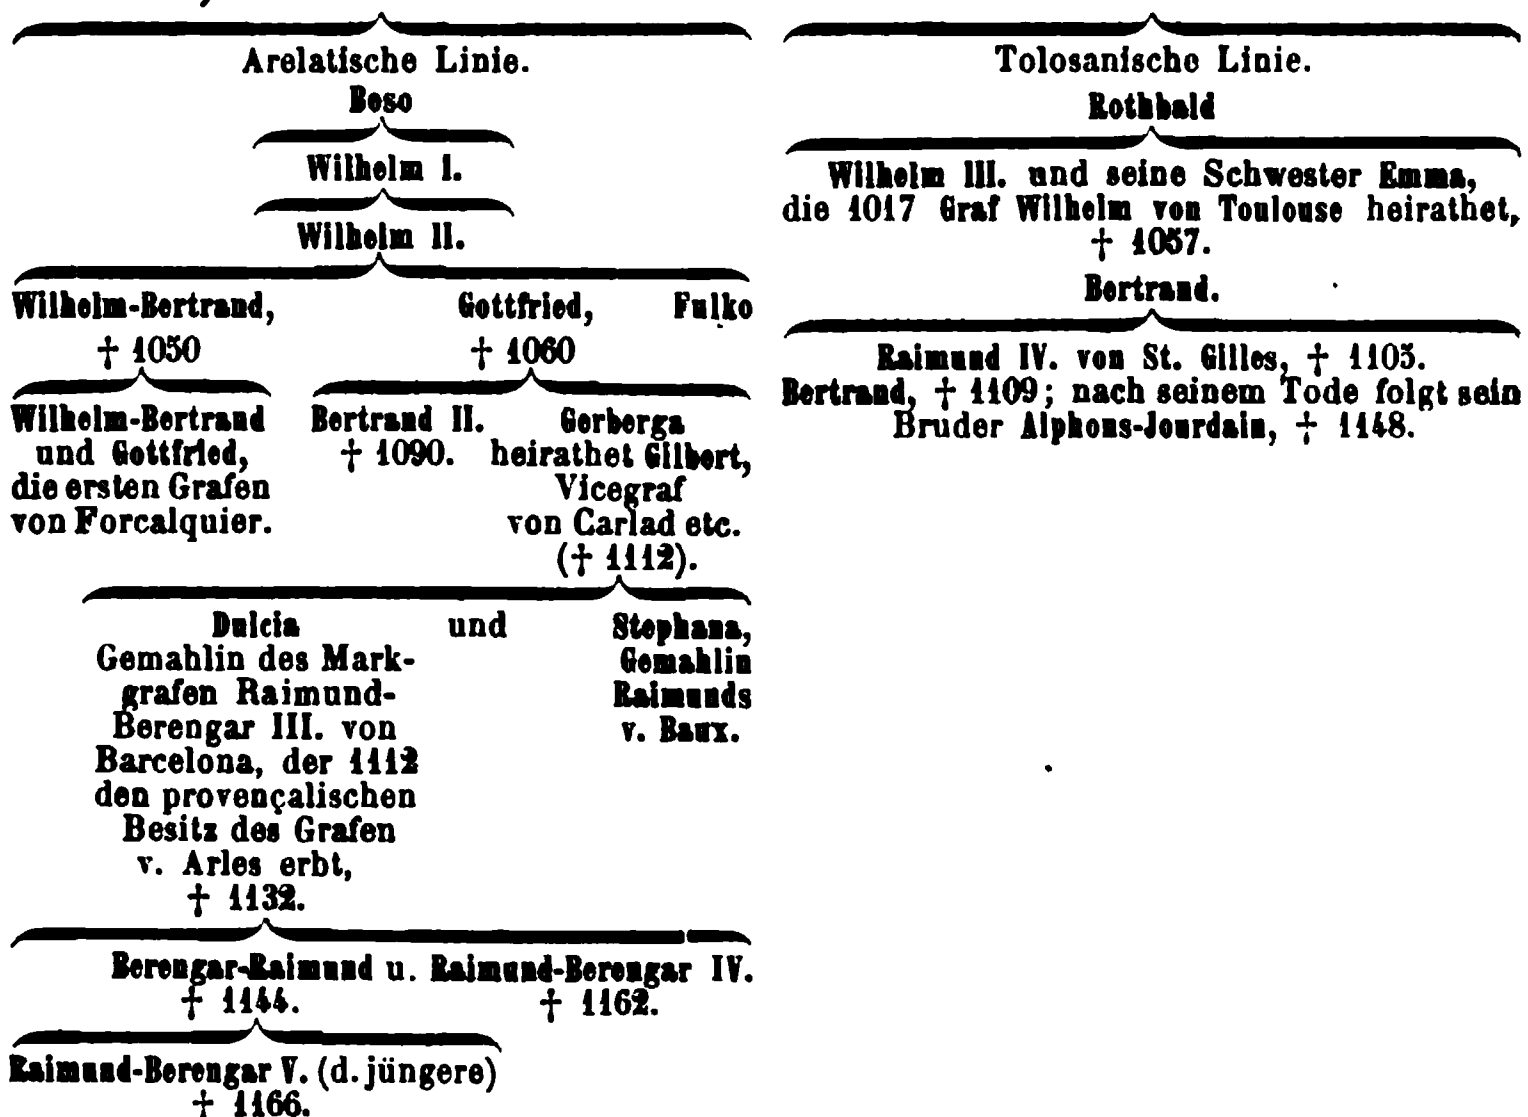 Arelatische Linie.
Boso
Wilhelm I.
Wilhelm II.
Wilhelm-Bertrand,
† 1050
Gottfried,
† 1060
Fulko
Wilhelm-Bertrand
und Gottfried,
die ersten Grafen
von Forcalquier.
Bertrand II.
† 1090.
Gerberga
heirathet Gilbert,
Vicegraf
von Carlad etc.
(† 1112).
Dulcia
Gemahlin des Mark-
grafen Raimund-
Berengar III. von
Barcelona, der 1112
den provençalischen
Besitz des Grafen
v. Arles erbt,
† 1132.
und
Stephana,
Gemahlin
Raimunds
v. Baux.
Berengar-Raimund u. Raimund-Berengar IV.
† 1144. † 1162.
Raimund-Berengar V. (d. jüngere)
† 1166.
Tolosanische Linie.
Rothbald
Wilhelm III. und seine Schwester Emma,
die 1017 Graf Wilhelm von Toulouse heirathet,
† 1057.
Bertrand.
Raimund IV. von St. Gilles, † 1105.
Bertrand, † 1109; nach seinem Tode folgt sein
Bruder Alphons-Jourdain, † 1148.